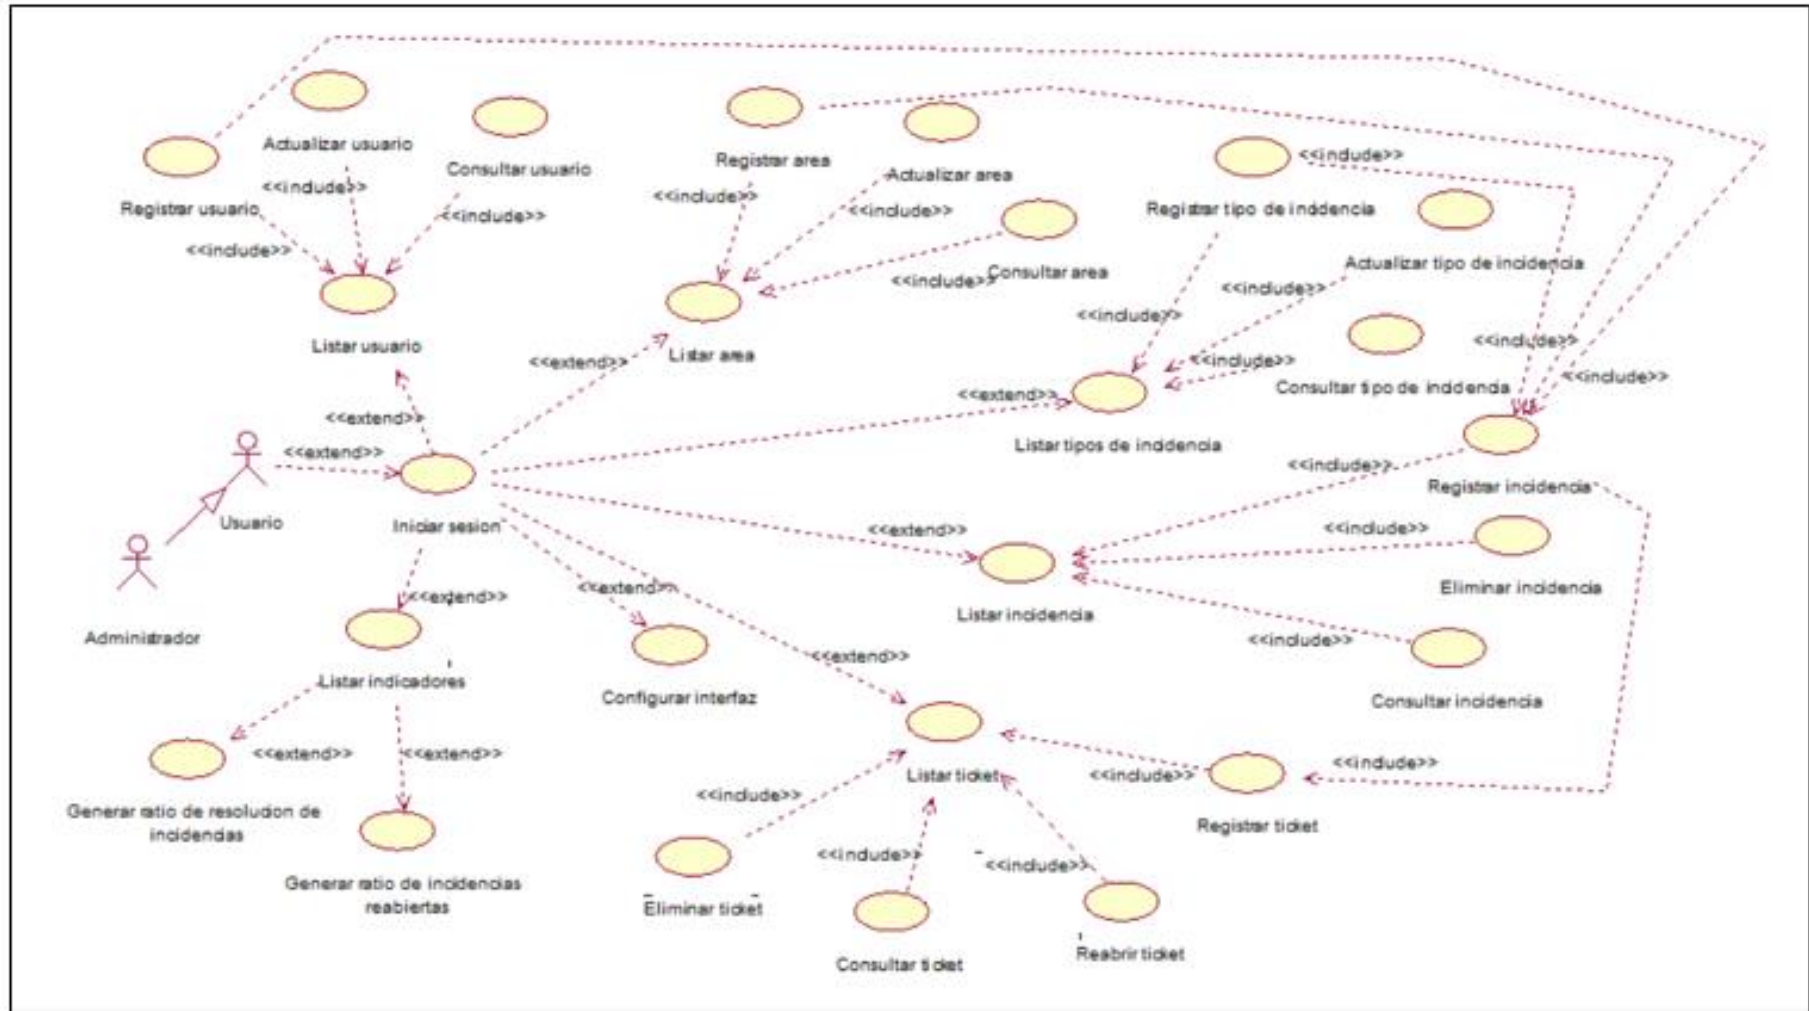 Actualizar usuario
Registrar area
<<include>>
Consultar usuario
Actualizar area
<<include>>
<<include>>
Registrar usuario
<<include>>
<<include>>
Registrar tipo de incidencia
<<include>>
Consultar area
Actualizar tipo de incidencia
<<include>>
<<include>>
<<include>>
<<include>>
Listar usuario
Listar area
<<include>>
<<include>>
<<extend>>
<<include>>
Consultar tipo de incidencia
<<extend>>
<<extend>>
Listar tipos de incidencia
<<extend>>
<<include>>
Registrar incidencia
Usuario
Iniciar sesion
<<extend>>
<<include>>
<<extend>>
<<extend>>
Eliminar incidencia
Listar incidencia
Administrador
<<include>>
<<extend>>
Listar indicadores
Configurar interfaz
Consultar incidencia
<<extend>>
<<extend>>
Listar ticket
<<include>>
<<include>>
<<include>>
Generar ratio de resolucion de
incidencias
Registrar ticket
<<include>>
<<include>>
Generar ratio de incidencias
reabiertas
Eliminar ticket
Consultar ticket
Reabrir ticket